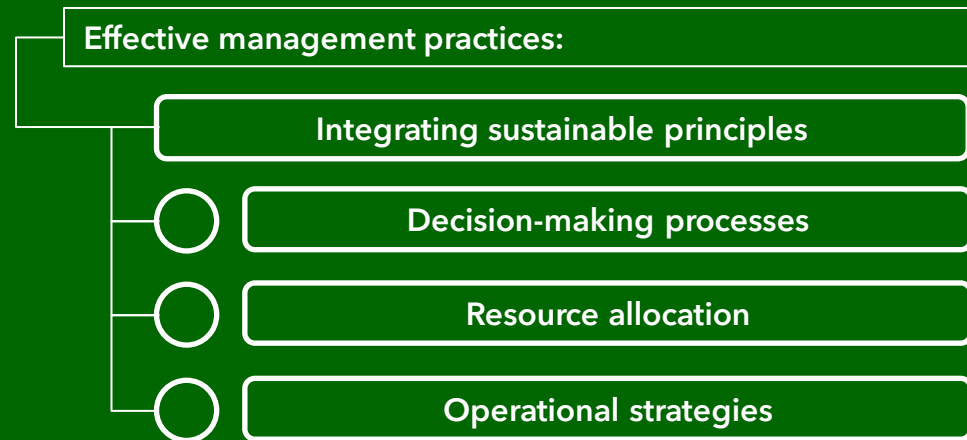 Effective management practices:
Integrating sustainable principles
Decision-making processes
Resource allocation
Operational strategies